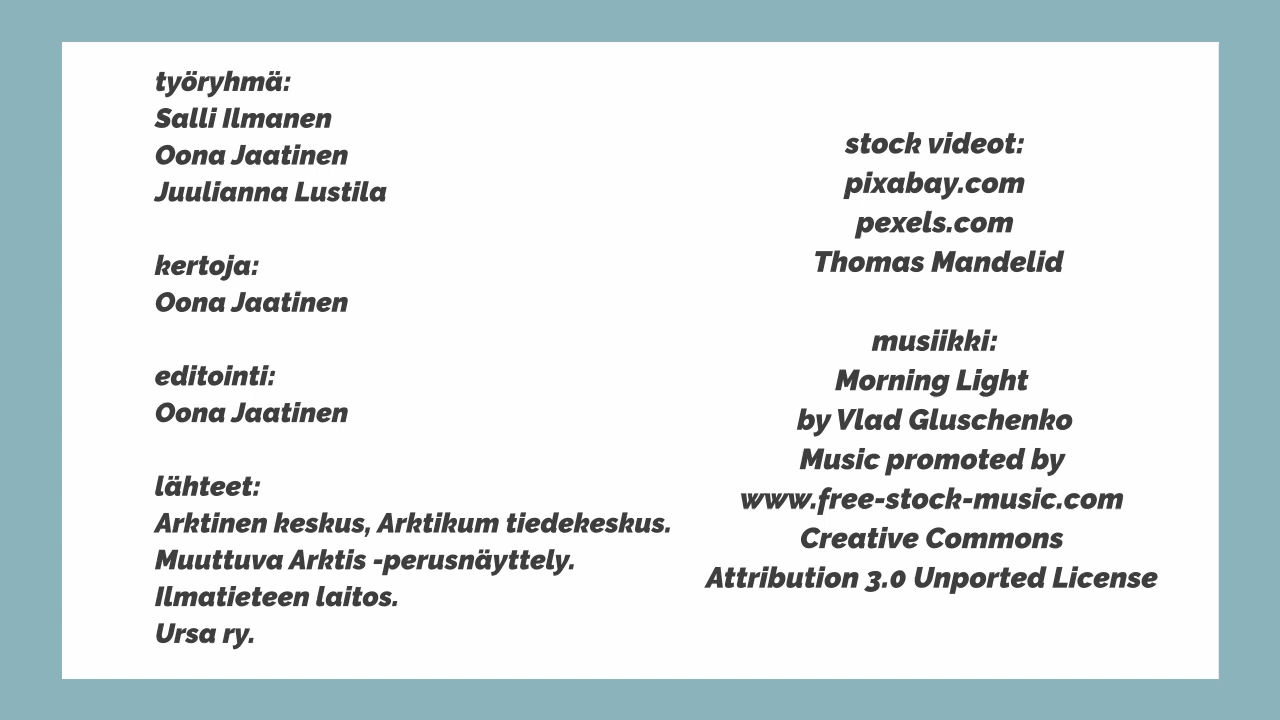 työryhmä:
Salli Ilmanen
Oona Jaatinen
Juulianna Lustila
kertoja:
Oona Jaatinen
editointi:
Oona Jaatinen
lähteet:
Arktinen keskus, Arktikum tiedekeskus.
Muuttuva Arktis -perusnäyttely.
Ilmatieteen laitos.
Ursa ry.
stock videot:
pixabay.com
pexels.com
Thomas Mandelid
musiikki:
Morning Light
by Vlad Gluschenko
Music promoted by
www.free-stock-music.com
Creative Commons
Attribution 3.0 Unported License